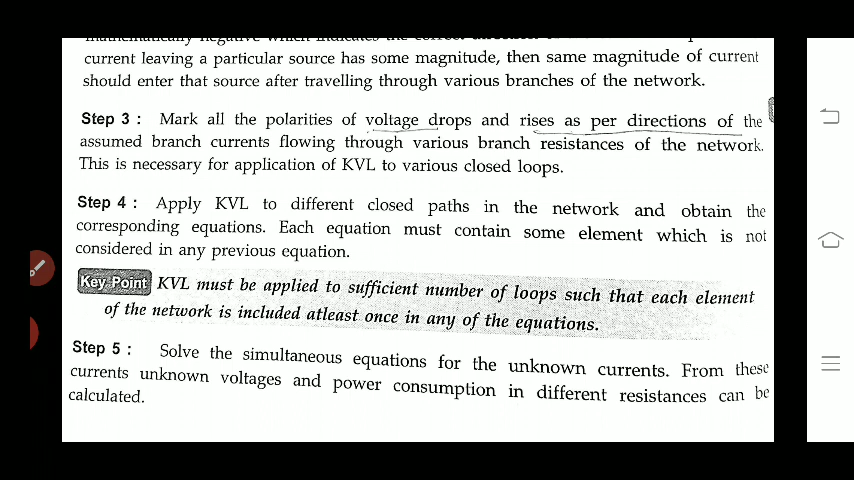 current leaving a particular source has some magnitude, then same magnitude of current
should enter that source after travelling through various branches of the network.
Step 3 : Mark all the polarities of voltage drops and rises as per directions of the
assumed branch currents flowing through various branch resistances of the network.
This is necessary for application of KVL to various closed loops.
Step 4 : Apply KVL to different closed paths in the network and obtain the
corresponding equations. Each equation must contain some element which is not
considered in any previous equation.
Key Point KVL must be applied to sufficient number of loops such that each element
of the network is included atleast once in any of the equations.
Step 5 : Solve the simultaneous equations for the unknown currents. From these
currents unknown voltages and power consumption in different resistances can be
calculated.